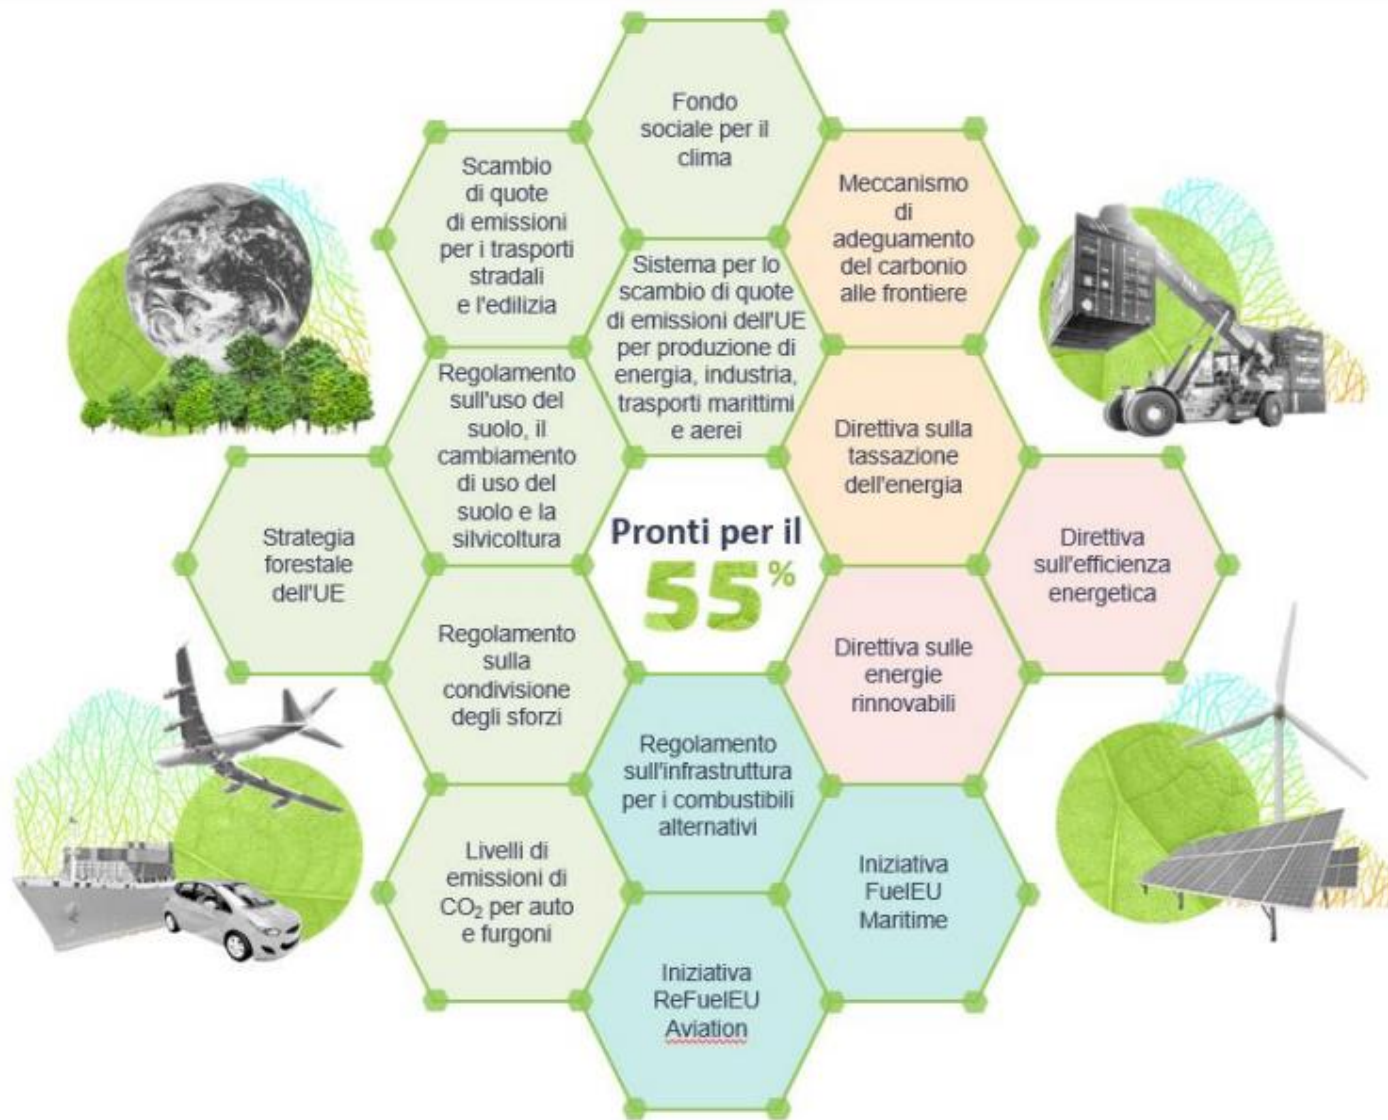 Fondo
sociale per il
clima
Scambio
di quote
di emissioni
per i trasporti
stradali
e l'edilizia
Meccanismo
di
adeguamento
del carbonio
alle frontiere
Sistema per lo
scambio di quote
di emissioni dell'UE
per produzione di
energia, industria,
trasporti marittimi
e aerei
Regolamento
sull'uso del
suolo, il
cambiamento
di uso del
suolo e la
silvicoltura
Direttiva sulla
tassazione
dell'energia
Strategia
forestale
dell'UE
Pronti per il
55%
Direttiva
sull'efficienza
energetica
Regolamento
sulla
condivisione
degli sforzi
Direttiva sulle
energie
rinnovabili
Regolamento
sull'infrastruttura
per i combustibili
alternativi
Livelli di
emissioni di
CO₂ per auto
e furgoni
Iniziativa
FuelEU
Maritime
Iniziativa
ReFuelEU
Aviation